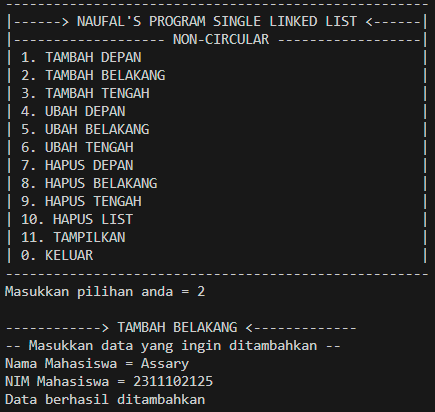 -----------------------------------------------------
|------> NAUFAL'S PROGRAM SINGLE LINKED LIST <------|
|------------------- NON-CIRCULAR ------------------|
| 1. TAMBAH DEPAN |
| 2. TAMBAH BELAKANG |
| 3. TAMBAH TENGAH |
| 4. UBAH DEPAN |
| 5. UBAH BELAKANG |
| 6. UBAH TENGAH |
| 7. HAPUS DEPAN |
| 8. HAPUS BELAKANG |
| 9. HAPUS TENGAH |
| 10. HAPUS LIST |
| 11. TAMPILKAN |
| 0. KELUAR |
-----------------------------------------------------
Masukkan pilihan anda = 2
------------> TAMBAH BELAKANG <-------------
-- Masukkan data yang ingin ditambahkan --
Nama Mahasiswa = Assary
NIM Mahasiswa = 2311102125
Data berhasil ditambahkan